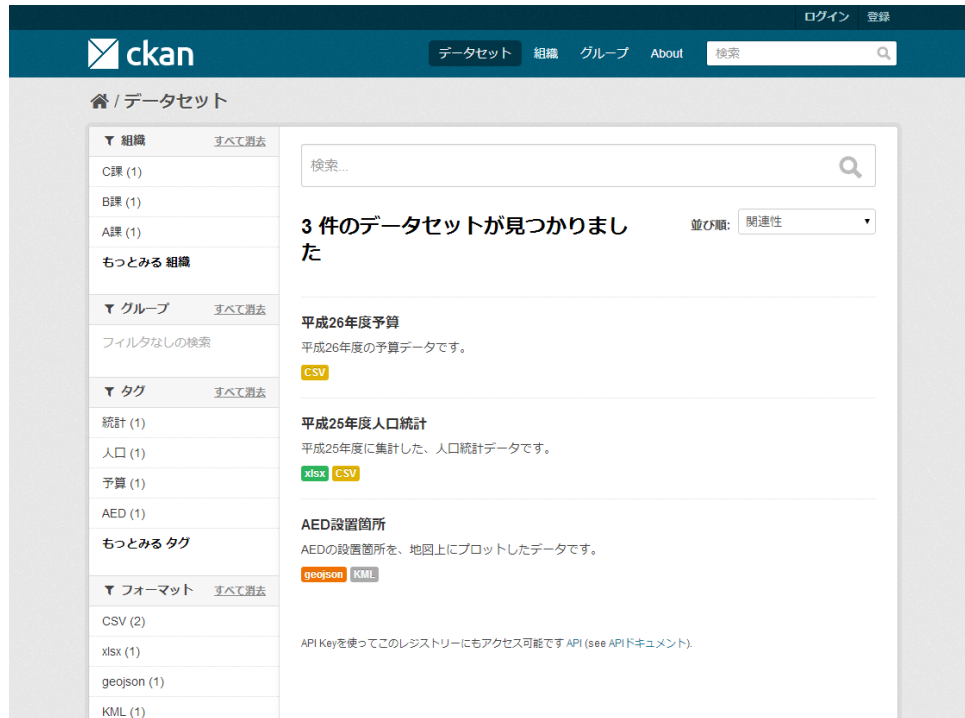 ログイン 登録
ckan データセット 組織 グループ About 検索
/ データセット
組織 すべて消去
C課 (1)
B課 (1)
A課 (1)
もっとみる 組織
グループ すべて消去
フィルタなしの検索
タグ すべて消去
統計 (1)
人口 (1)
予算 (1)
AED (1)
もっとみる タグ
フォーマット すべて消去
CSV (2)
xlsx (1)
geojson (1)
KML (1)
検索...
3 件のデータセットが見つかりまし
た
並び順: 関連性
平成26年度予算
平成26年度の予算データです。
CSV
平成25年度人口統計
平成25年度に集計した、人口統計データです。
xlsx CSV
AED設置箇所
AEDの設置箇所を、地図上にプロットしたデータです。
geojson KML
API Keyを使ってこのレジストリーにもアクセス可能です API (see APIドキュメント).